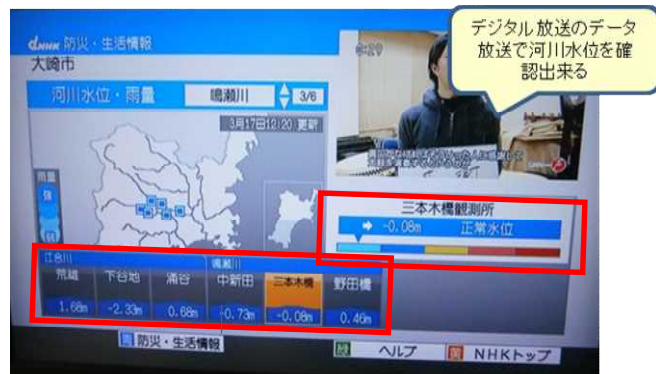 デジタル放送のデータ
放送で河川水位を確
認出来る
dNHK 防災・生活情報
大崎市
河川水位・雨量 鳴瀬川 3/6
3月17日12:20 更新
雨量
強
弱
三本木橋観測所
-0.08m 正常水位
江合川 鳴瀬川
荒雄 下谷地 涌谷 中新田 三本木橋 野田橋
1.68m -2.33m 0.68m -0.73m -0.08m 0.46m
青 防災・生活情報
緑 ヘルプ 黄 NHKトップ